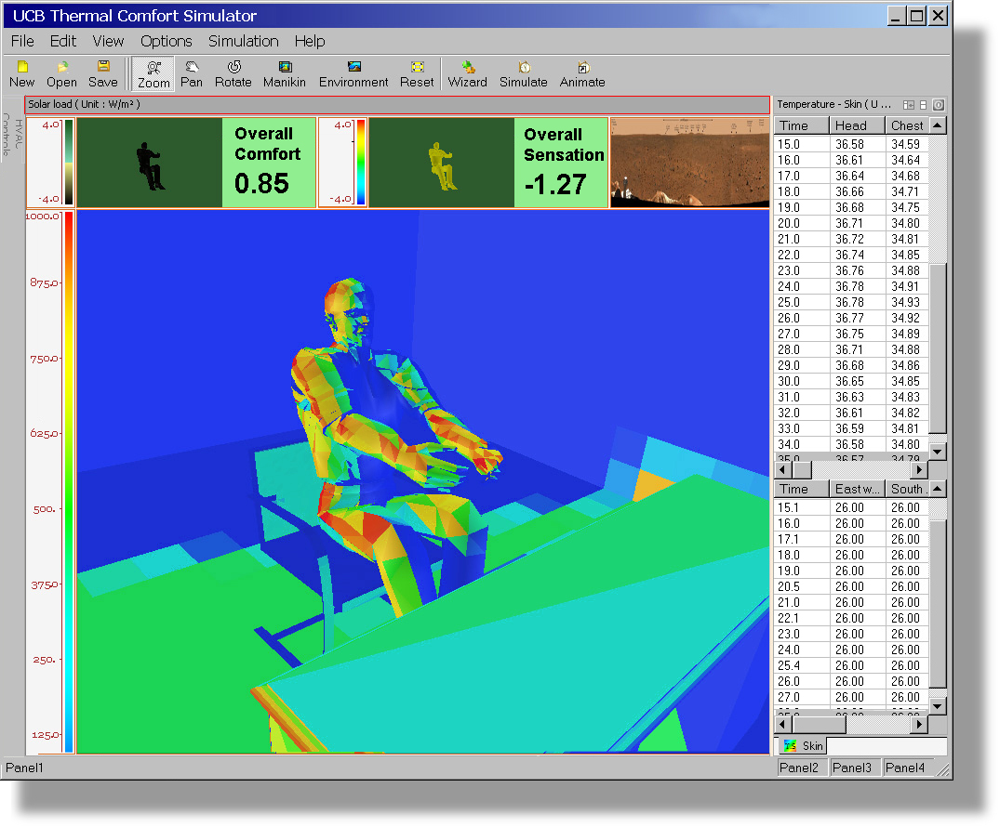 UCB Thermal Comfort Simulator
File Edit View Options Simulation Help
New Open Save Zoom Pan Rotate Manikin Environment Reset Wizard Simulate Animate
HVAC
Controls
Solar load ( Unit : W/m² )
4.0
-4.0
Overall
Comfort
0.85
4.0
-4.0
Overall
Sensation
-1.27
1000.0
875.0
750.0
625.0
500.
375.0
250.
125.0
Temperature - Skin ( U ...
Time Head Chest
15.0 36.58 34.59
16.0 36.61 34.64
17.0 36.64 34.68
18.0 36.66 34.71
19.0 36.68 34.75
20.0 36.71 34.80
21.0 36.72 34.81
22.0 36.74 34.85
23.0 36.76 34.88
24.0 36.78 34.91
25.0 36.78 34.93
26.0 36.77 34.92
27.0 36.75 34.89
28.0 36.71 34.88
29.0 36.68 34.86
30.0 36.65 34.85
31.0 36.63 34.83
32.0 36.61 34.82
33.0 36.59 34.81
34.0 36.58 34.80
35.0 36.57 34.79
Time East w... South
15.1 26.00 26.00
16.0 26.00 26.00
17.1 26.00 26.00
18.0 26.00 26.00
19.0 26.00 26.00
20.5 26.00 26.00
21.0 26.00 26.00
22.1 26.00 26.00
23.0 26.00 26.00
24.0 26.00 26.00
25.4 26.00 26.00
26.0 26.00 26.00
27.0 26.00 26.00
Skin
Panel1
Panel2 Panel3 Panel4